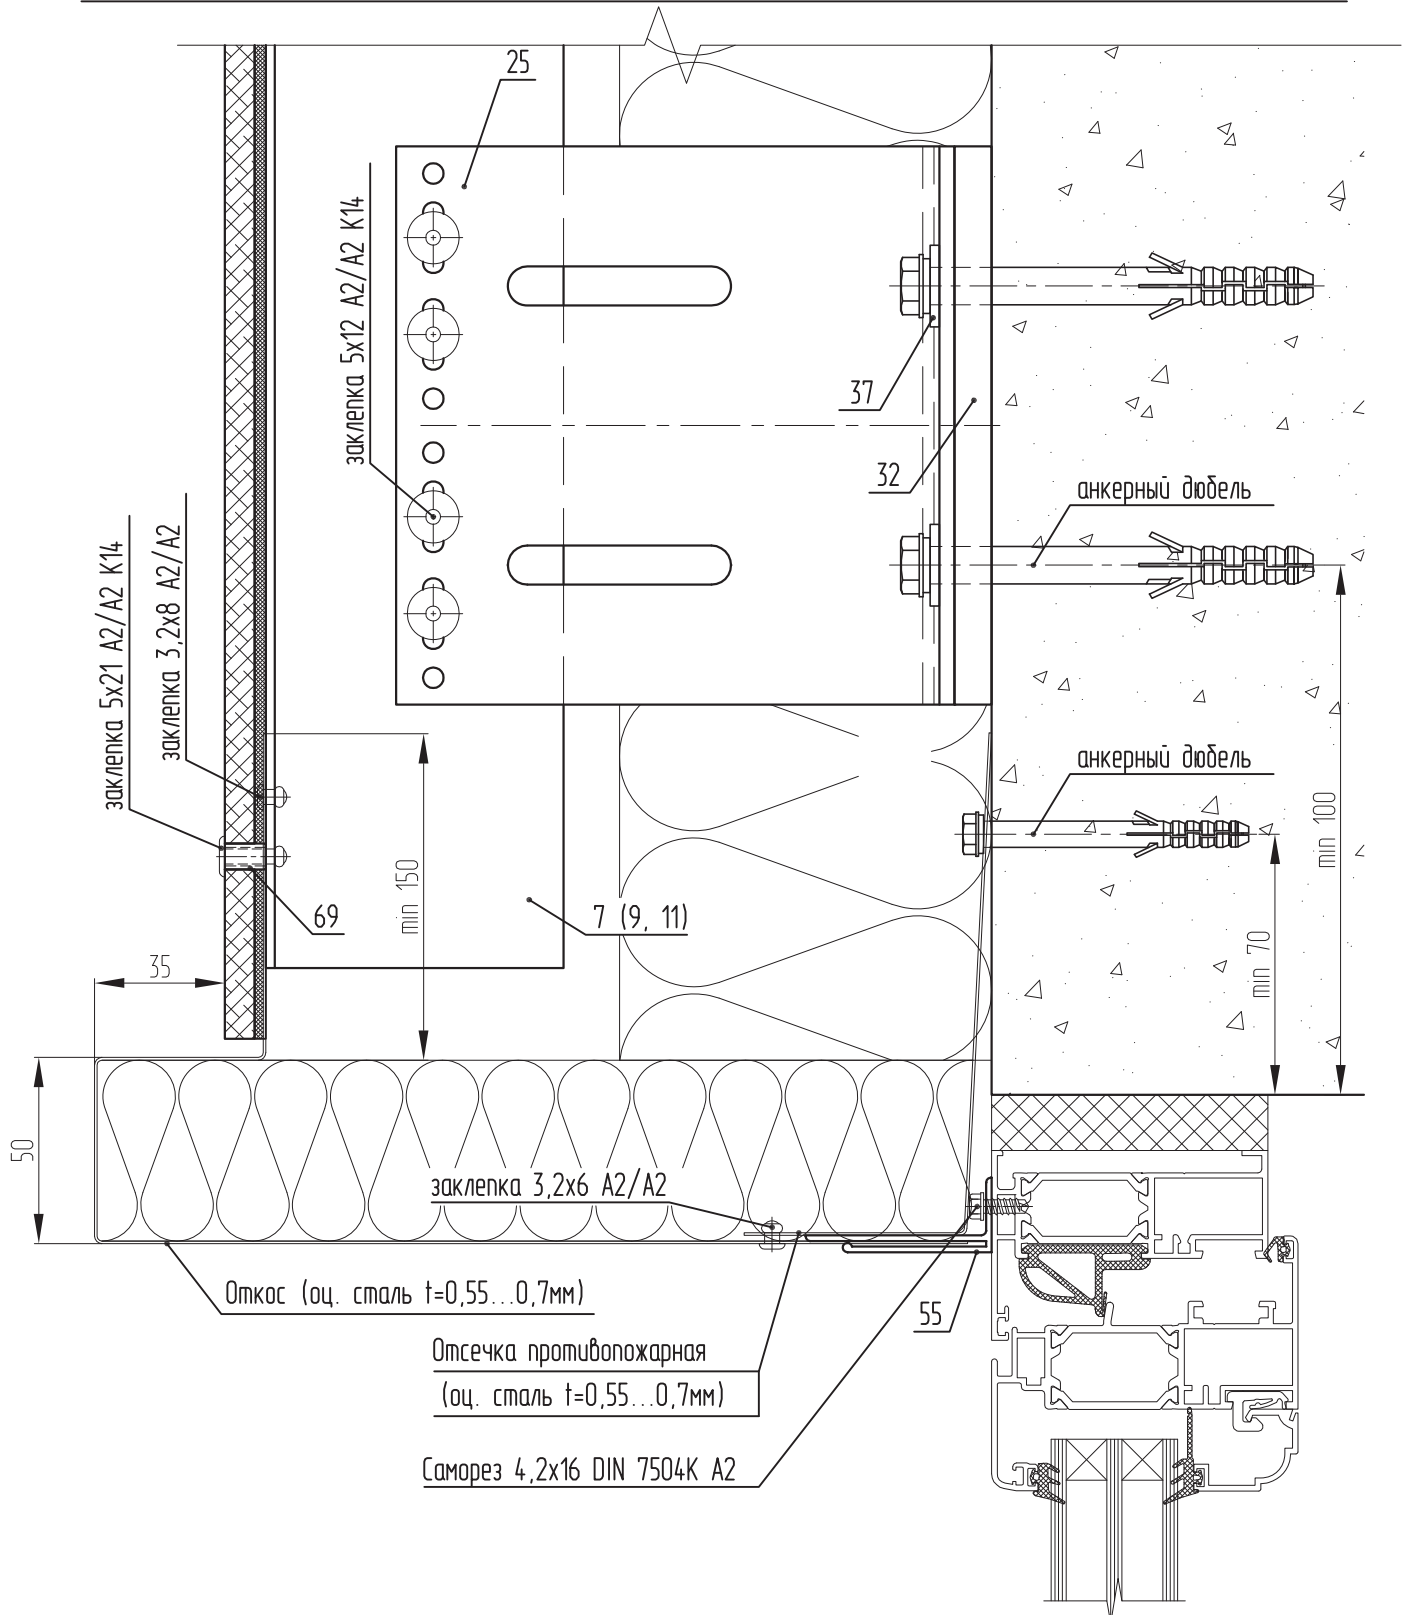 25
заклепка 5x12 A2/A2 K14
37
32
анкерный дюбель
заклепка 5x21 A2/A2 K14
заклепка 3,2x8 A2/A2
анкерный дюбель
min 100
min 150
69
7 (9, 11)
min 70
35
50
заклепка 3,2x6 A2/A2
Откос (оц. сталь t=0,55...0,7мм)
55
Отсечка противопожарная
(оц. сталь t=0,55...0,7мм)
Саморез 4,2x16 DIN 7504K A2